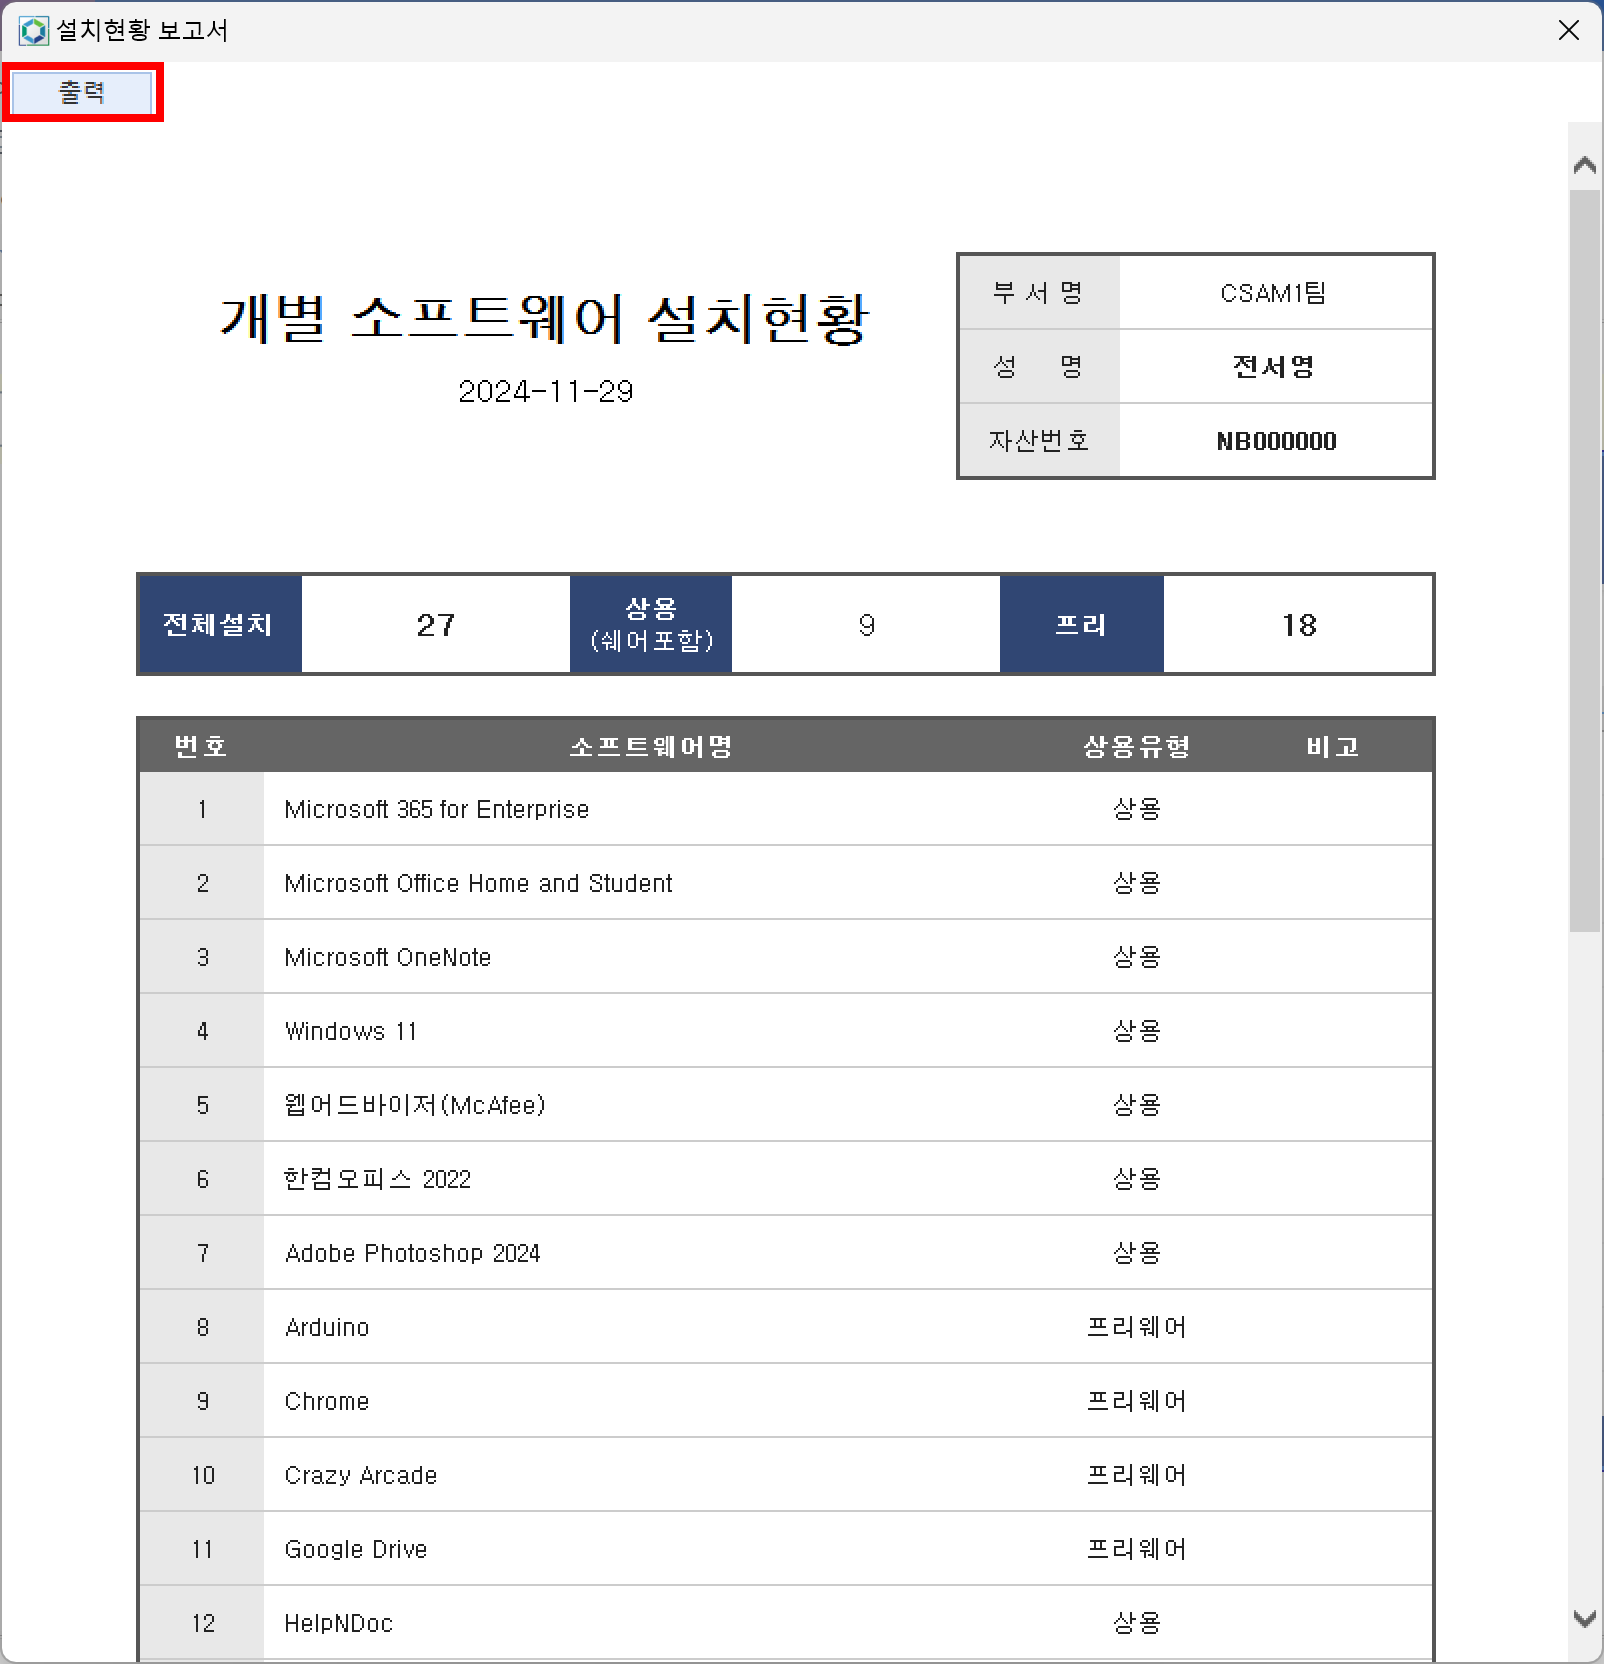 설치현황 보고서
출력
개별 소프트웨어 설치현황
2024-11-29
부 서 명 CSAM1팀
성 명 전서영
자산번호 NB000000
전체설치 27 상용 (쉐어포함) 9 프리 18
번호 소프트웨어명 상용유형 비고
1 Microsoft 365 for Enterprise 상용
2 Microsoft Office Home and Student 상용
3 Microsoft OneNote 상용
4 Windows 11 상용
5 웹어드바이저(McAfee) 상용
6 한컴오피스 2022 상용
7 Adobe Photoshop 2024 상용
8 Arduino 프리웨어
9 Chrome 프리웨어
10 Crazy Arcade 프리웨어
11 Google Drive 프리웨어
12 HelpNDoc 상용